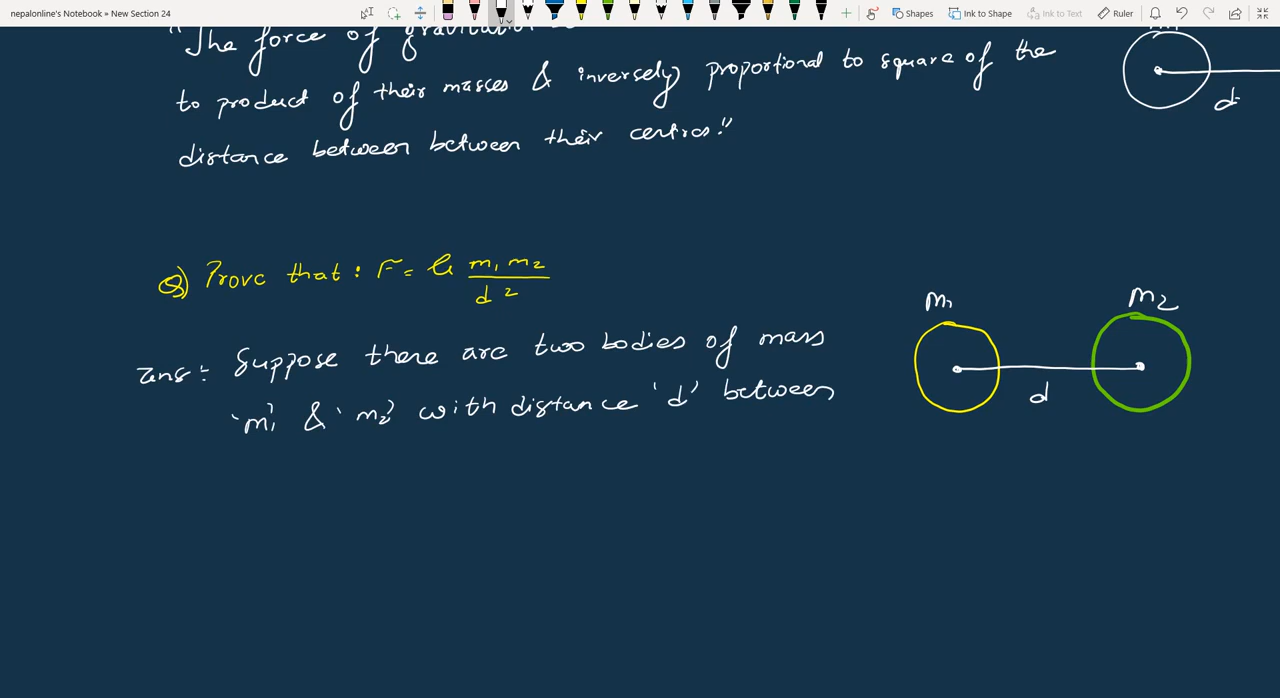 nepalonline's Notebook » New Section 24
Shapes
Ink to Shape
Ink to Text
Ruler
"The force of gravitation
to product of their masses & inversely proportional to square of the
distance between between their centres."
d
Q) Prove that : F = G m1 m2 / d2
Ans : Suppose there are two bodies of mass
'm1' & 'm2' with distance 'd' between
m1
m2
d